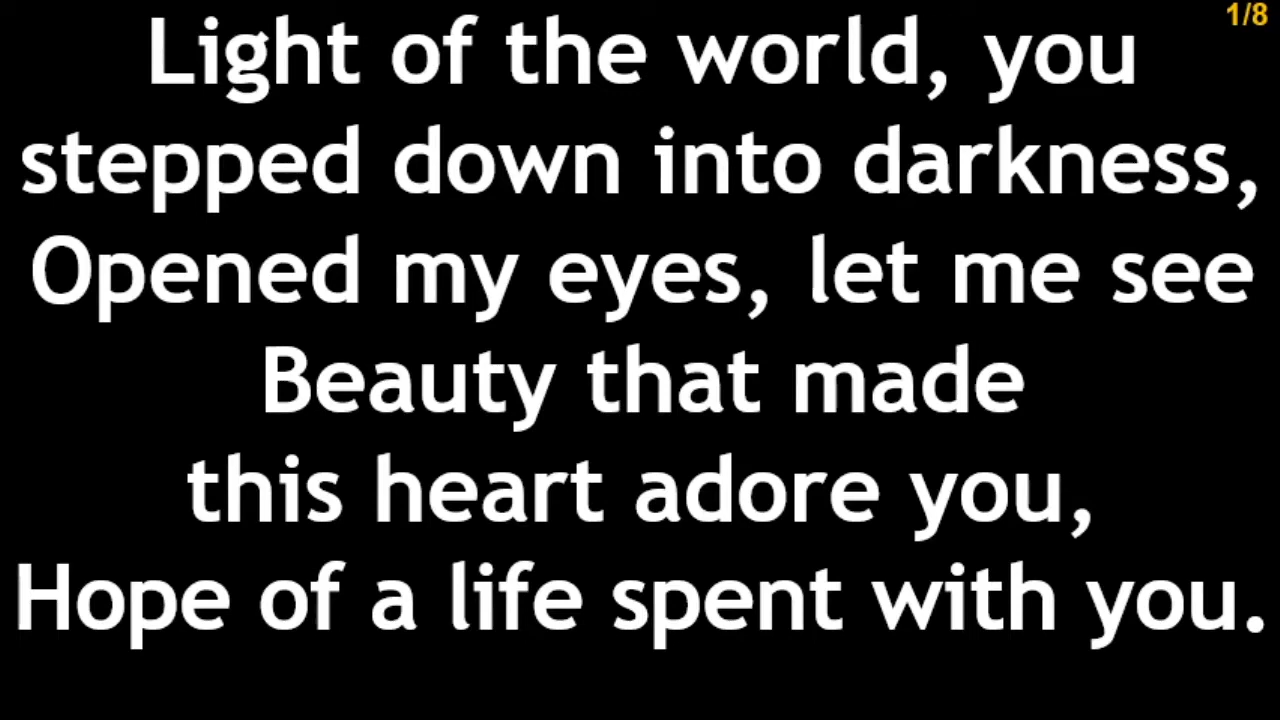 1/8
Light of the world, you
stepped down into darkness,
Opened my eyes, let me see
Beauty that made
this heart adore you,
Hope of a life spent with you.